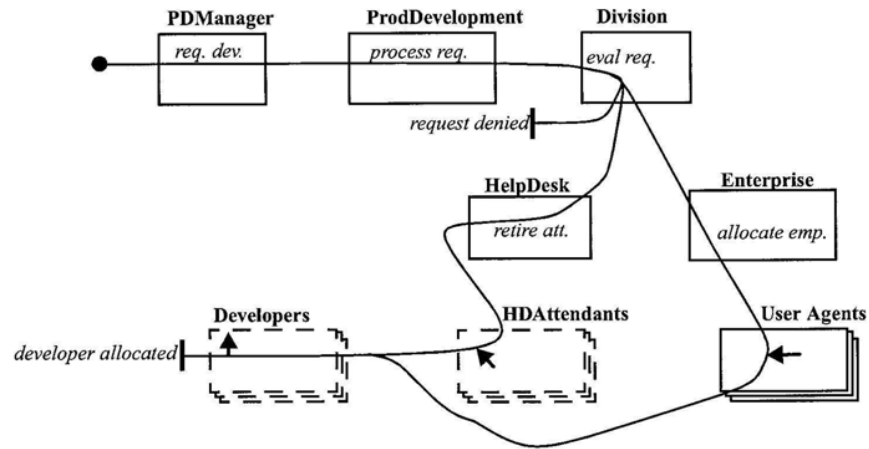 PDManager
ProdDevelopment
Division
req. dev.
process req.
eval req.
request denied
HelpDesk
Enterprise
retire att.
allocate emp.
Developers
HDAttendants
User Agents
developer allocated